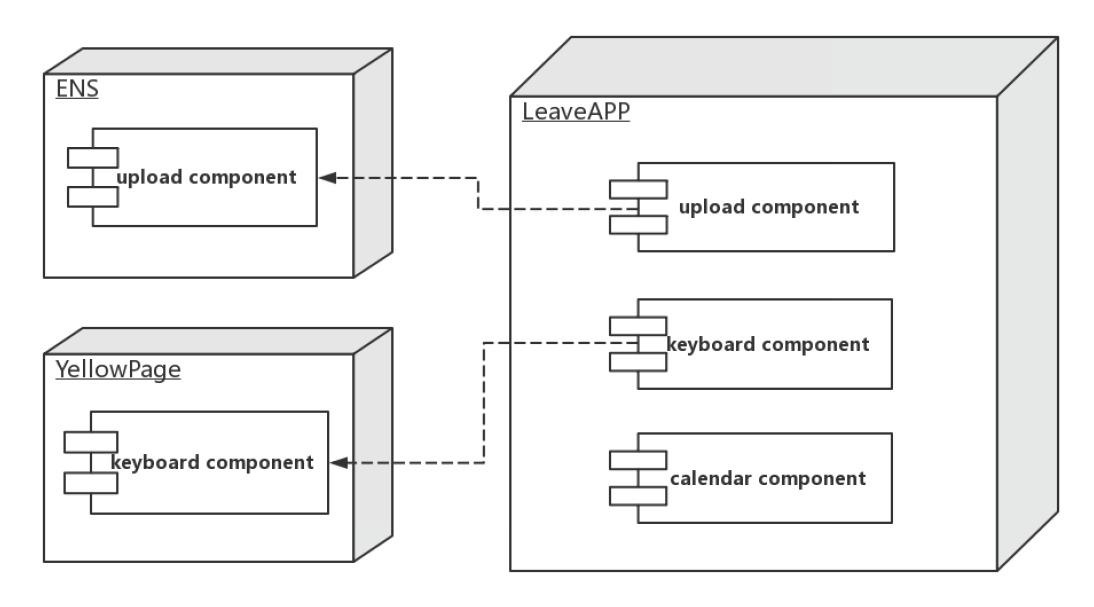 ENS
upload component
LeaveAPP
upload component
keyboard component
calendar component
YellowPage
keyboard component